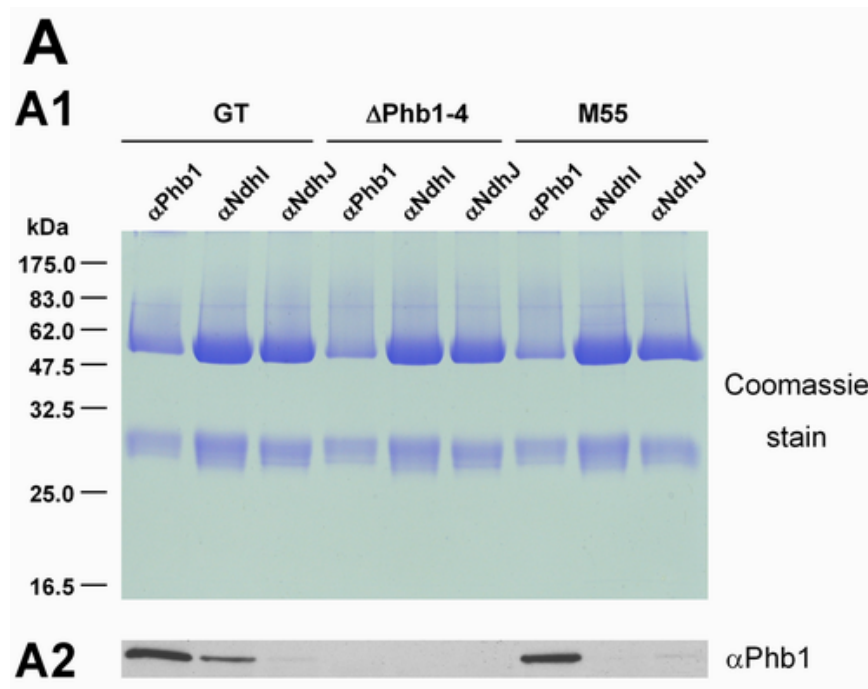 A
A1
GT ΔPhb1-4 M55
αPhb1 αNdhI αNdhJ αPhb1 αNdhI αNdhJ αPhb1 αNdhI αNdhJ
kDa
175.0
83.0
62.0
47.5
32.5
25.0
16.5
Coomassie
stain
A2
αPhb1